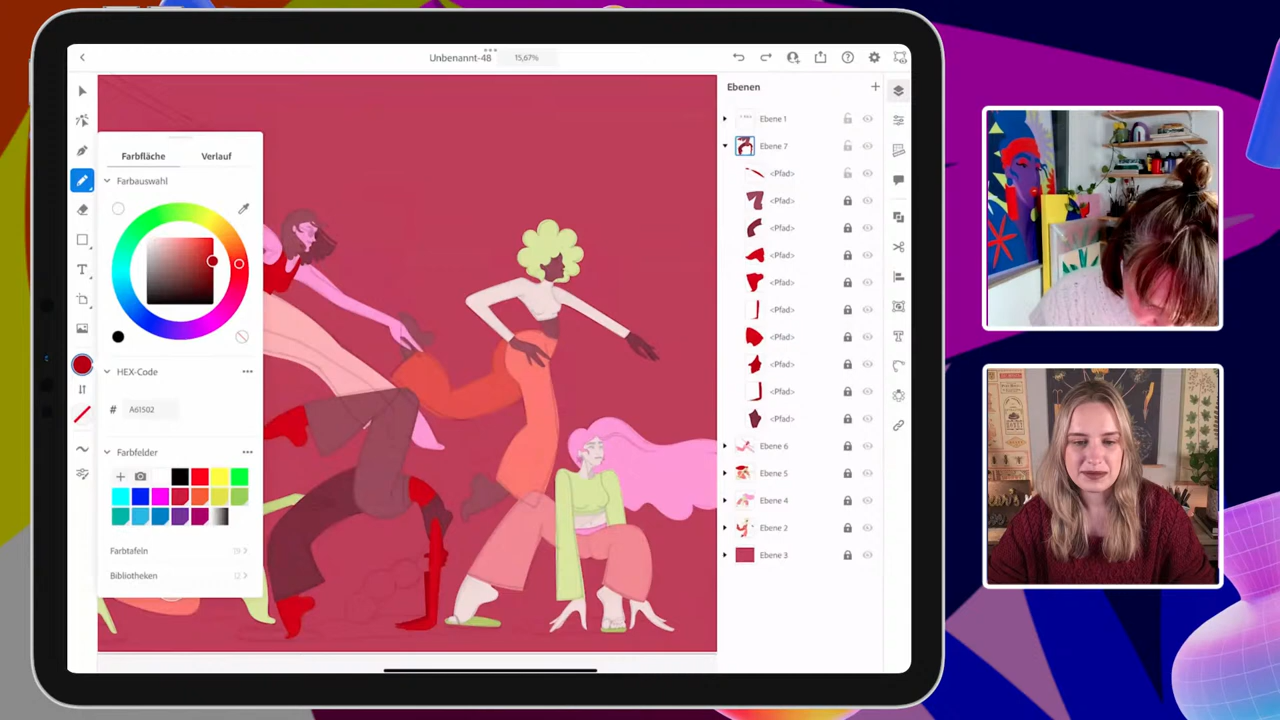 Unbenannt-48
15,67%
Ebenen
Ebene 1
Ebene 7
<Pfad>
<Pfad>
<Pfad>
<Pfad>
<Pfad>
<Pfad>
<Pfad>
<Pfad>
<Pfad>
<Pfad>
Ebene 6
Ebene 5
Ebene 4
Ebene 2
Ebene 3
Farbfläche
Verlauf
Farbauswahl
HEX-Code
# A61502
Farbfelder
Farbtafeln
Bibliotheken